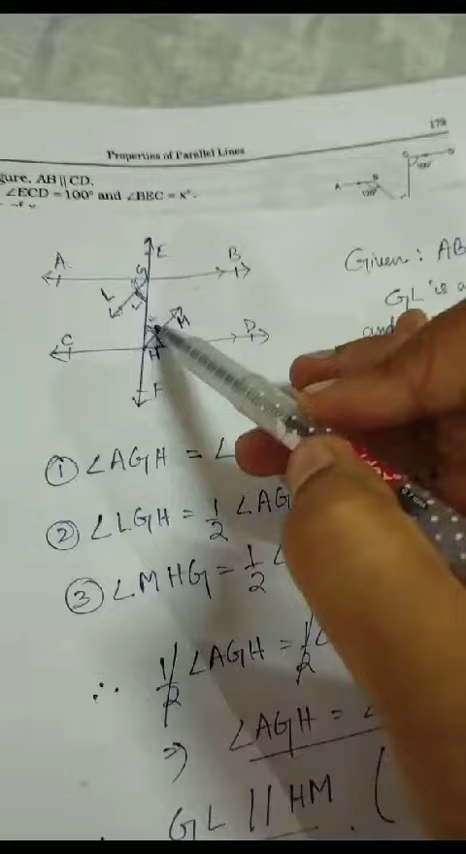 179
Properties of Parallel Lines
gure, AB || CD.
∠ECD = 100° and ∠BEC = x°.
A
E
B
G
L
M
C
H
D
F
Given: AB
GL is a
and
① ∠AGH = ∠
② ∠LGH = 1/2 ∠AG
③ ∠MHG = 1/2 ∠
∴ 1/2 ∠AGH = 1/2 ∠
⇒ ∠AGH = ∠
GL || HM (